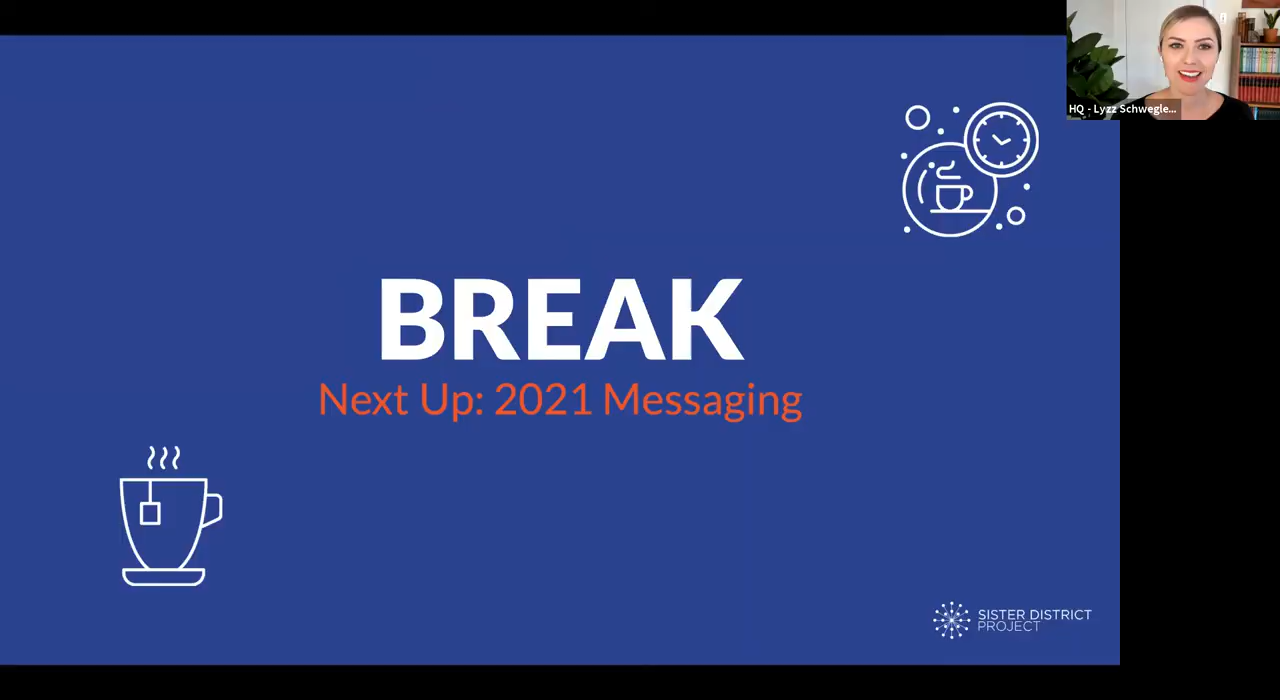 HQ - Lyzz Schwegle...
BREAK
Next Up: 2021 Messaging
SISTER DISTRICT
PROJECT